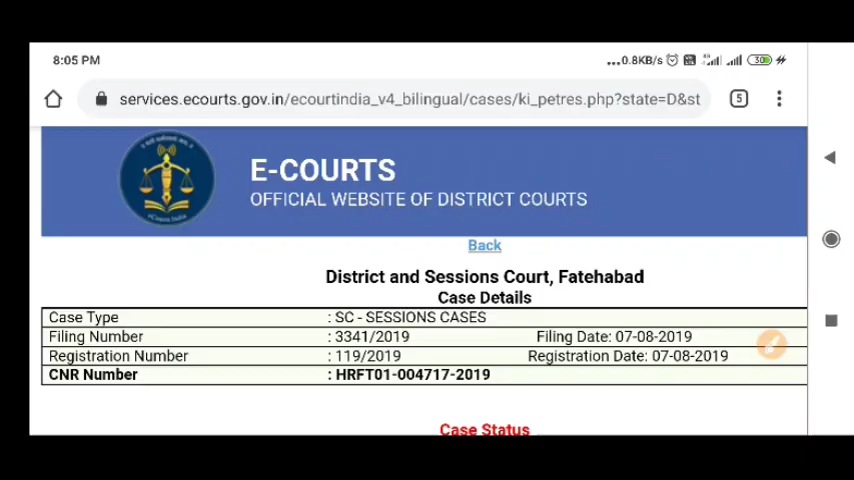 8:05 PM
...0.8KB/s
30
services.ecourts.gov.in/ecourtindia_v4_bilingual/cases/ki_petres.php?state=D&st
5
E-COURTS
OFFICIAL WEBSITE OF DISTRICT COURTS
Back
District and Sessions Court, Fatehabad
Case Details
Case Type : SC - SESSIONS CASES
Filing Number : 3341/2019 Filing Date: 07-08-2019
Registration Number : 119/2019 Registration Date: 07-08-2019
CNR Number : HRFT01-004717-2019
Case Status